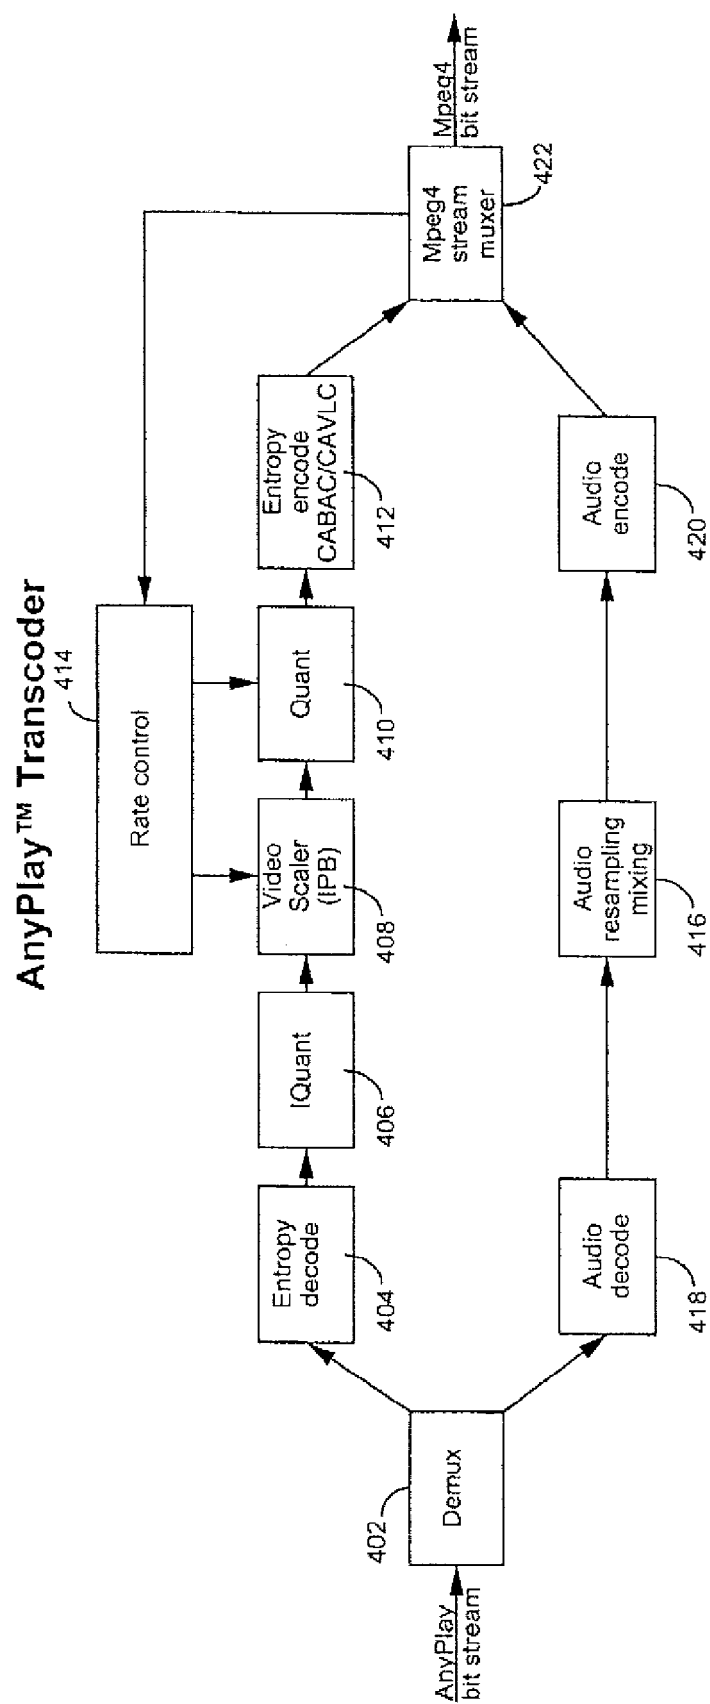 AnyPlay™ Transcoder
414
Rate control
AnyPlay
bit stream
402
Demux
Entropy
decode
404
IQuant
406
Video
Scaler
(IPB)
408
Quant
410
Entropy
encode
CABAC/CAVLC
412
Audio
decode
418
Audio
resampling
mixing
416
Audio
encode
420
Mpeg4
stream
muxer
422
Mpeq4
bit stream